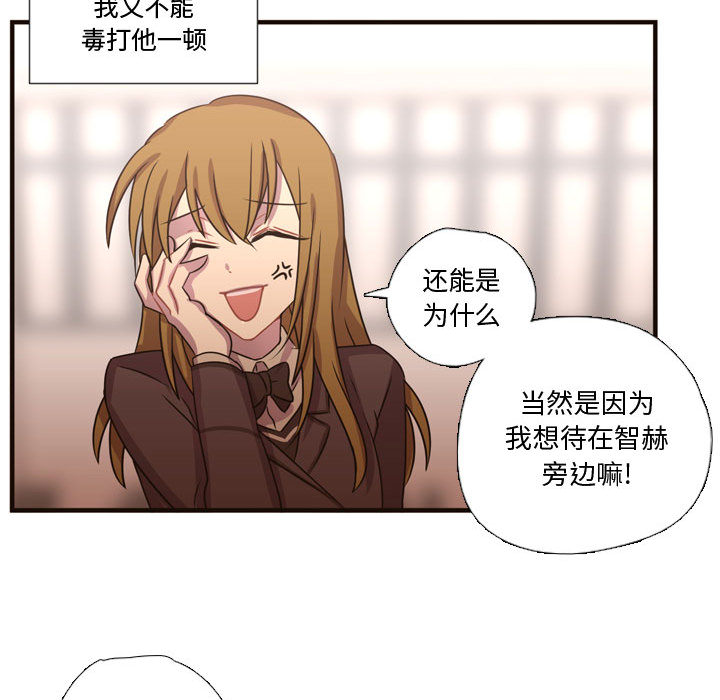 我又不能
毒打他一顿
还能是
为什么
当然是因为
我想待在智赫
旁边嘛!